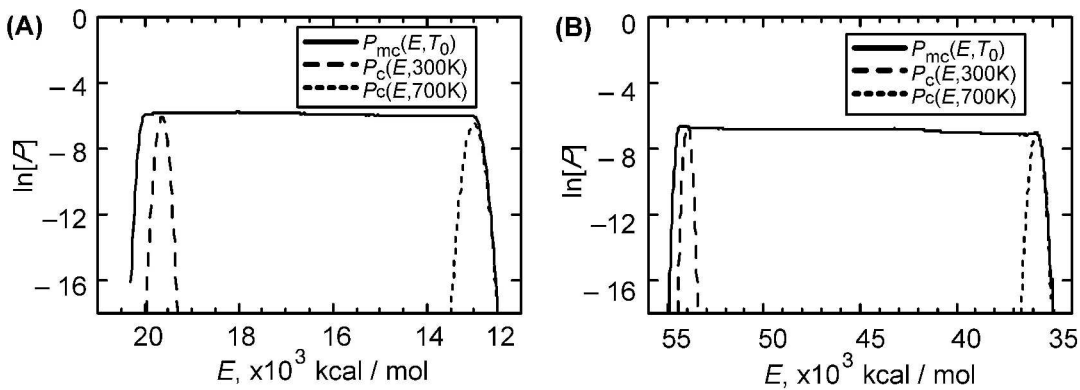 (A)
0
– 4
– 8
– 12
– 16
ln[P]
Pmc(E,T0)
Pc(E,300K)
Pc(E,700K)
20 18 16 14 12
E, x10³ kcal / mol
(B)
0
– 4
– 8
– 12
– 16
ln[P]
Pmc(E,T0)
Pc(E,300K)
Pc(E,700K)
55 50 45 40 35
E, x10³ kcal / mol